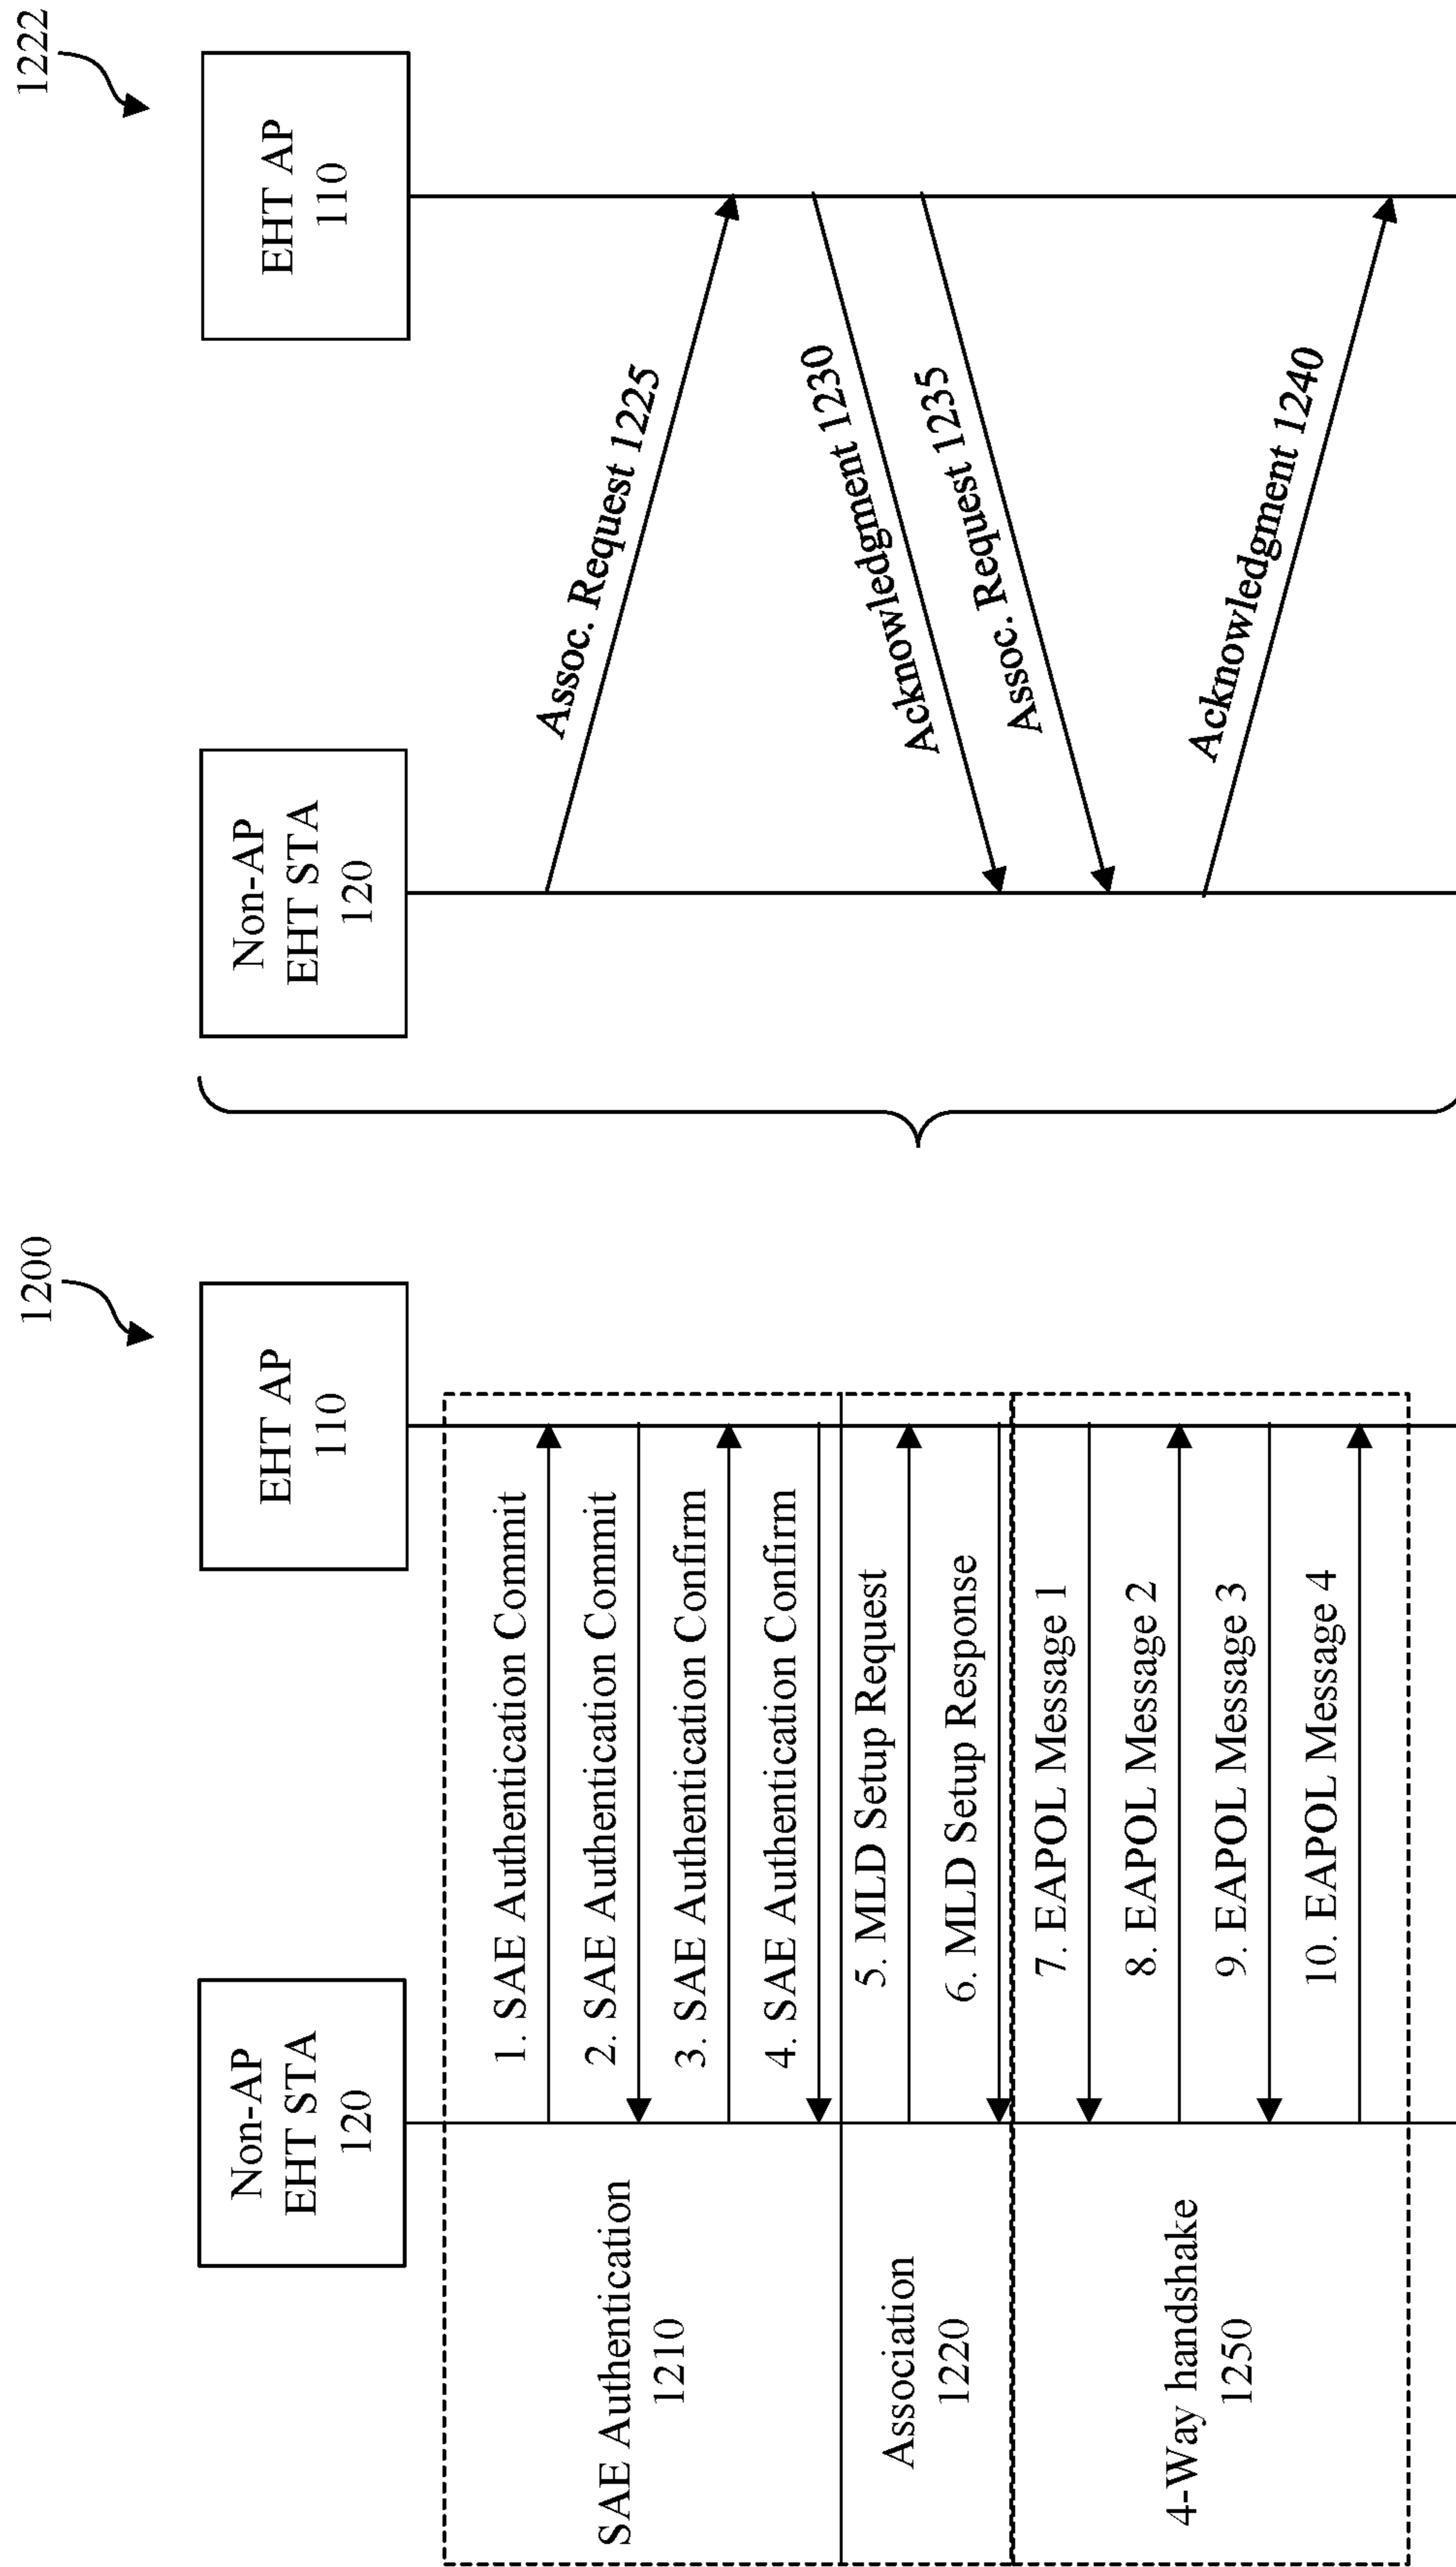 1200
Non-AP
EHT STA
120
EHT AP
110
SAE Authentication
1210
1. SAE Authentication Commit
2. SAE Authentication Commit
3. SAE Authentication Confirm
4. SAE Authentication Confirm
Association
1220
5. MLD Setup Request
6. MLD Setup Response
4-Way handshake
1250
7. EAPOL Message 1
8. EAPOL Message 2
9. EAPOL Message 3
10. EAPOL Message 4
1222
Non-AP
EHT STA
120
EHT AP
110
Assoc. Request 1225
Acknowledgment 1230
Assoc. Request 1235
Acknowledgment 1240